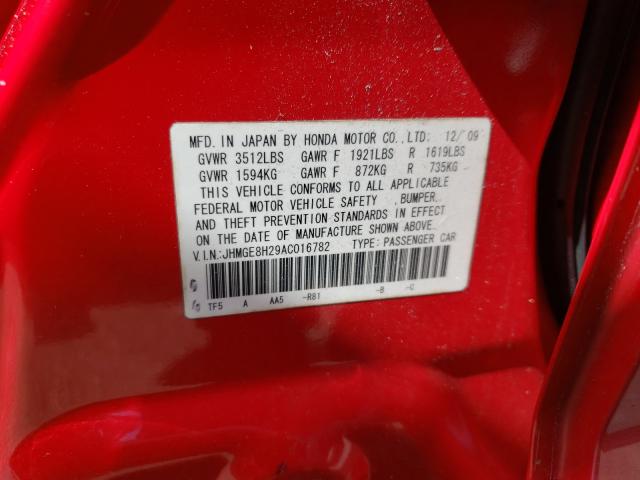 MFD. IN JAPAN BY HONDA MOTOR CO., LTD: 12/ 09
GVWR 3512LBS GAWR F 1921LBS R 1619LBS
GVWR 1594KG GAWR F 872KG R 735KG
THIS VEHICLE CONFORMS TO ALL APPLICABLE
FEDERAL MOTOR VEHICLE SAFETY , BUMPER,
AND THEFT PREVENTION STANDARDS IN EFFECT
ON THE DATE OF MANUFACTURE SHOWN ABOVE.
V.I.N.:JHMGE8H29AC016782 TYPE: PASSENGER CAR
TF5 A AA5 -R81 -B -C